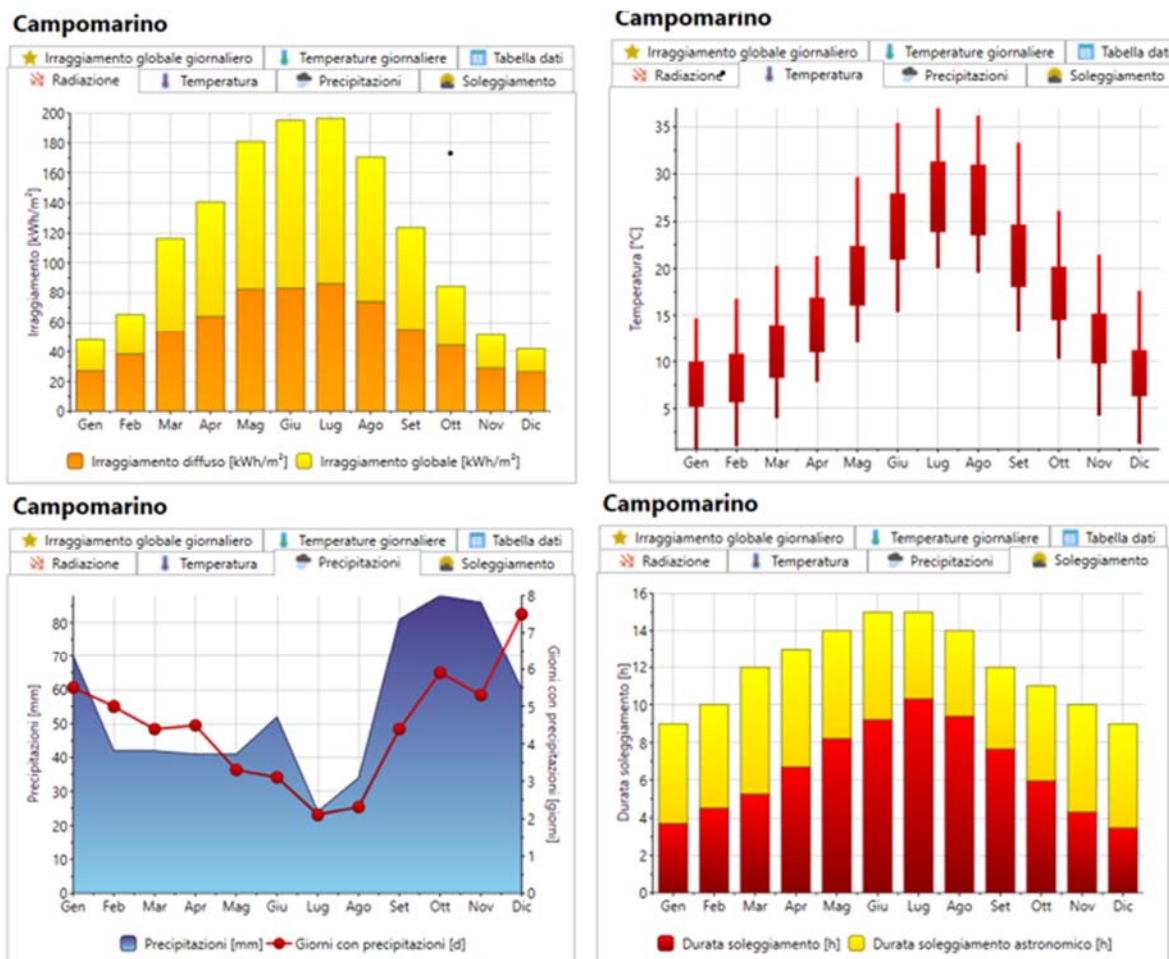 Campomarino
Irraggiamento globale giornaliero Temperature giornaliere Tabella dati
Radiazione Temperatura Precipitazioni Soleggiamento
Irraggiamento [kWh/m²]
200
180
160
140
120
100
80
60
40
20
0
Gen Feb Mar Apr Mag Giu Lug Ago Set Ott Nov Dic
Irraggiamento diffuso [kWh/m²] Irraggiamento globale [kWh/m²]
Campomarino
Irraggiamento globale giornaliero Temperature giornaliere Tabella dati
Radiazione Temperatura Precipitazioni Soleggiamento
Temperatura [°C]
35
30
25
20
15
10
5
Gen Feb Mar Apr Mag Giu Lug Ago Set Ott Nov Dic
Campomarino
Irraggiamento globale giornaliero Temperature giornaliere Tabella dati
Radiazione Temperatura Precipitazioni Soleggiamento
Precipitazioni [mm]
80
70
60
50
40
30
20
10
0
8
7
6
5
4
3
2
1
0
Giorni con precipitazioni
[giorni]
Gen Feb Mar Apr Mag Giu Lug Ago Set Ott Nov Dic
Precipitazioni [mm] Giorni con precipitazioni [d]
Campomarino
Irraggiamento globale giornaliero Temperature giornaliere Tabella dati
Radiazione Temperatura Precipitazioni Soleggiamento
Durata soleggiamento [h]
16
14
12
10
8
6
4
2
0
Gen Feb Mar Apr Mag Giu Lug Ago Set Ott Nov Dic
Durata soleggiamento [h] Durata soleggiamento astronomico [h]